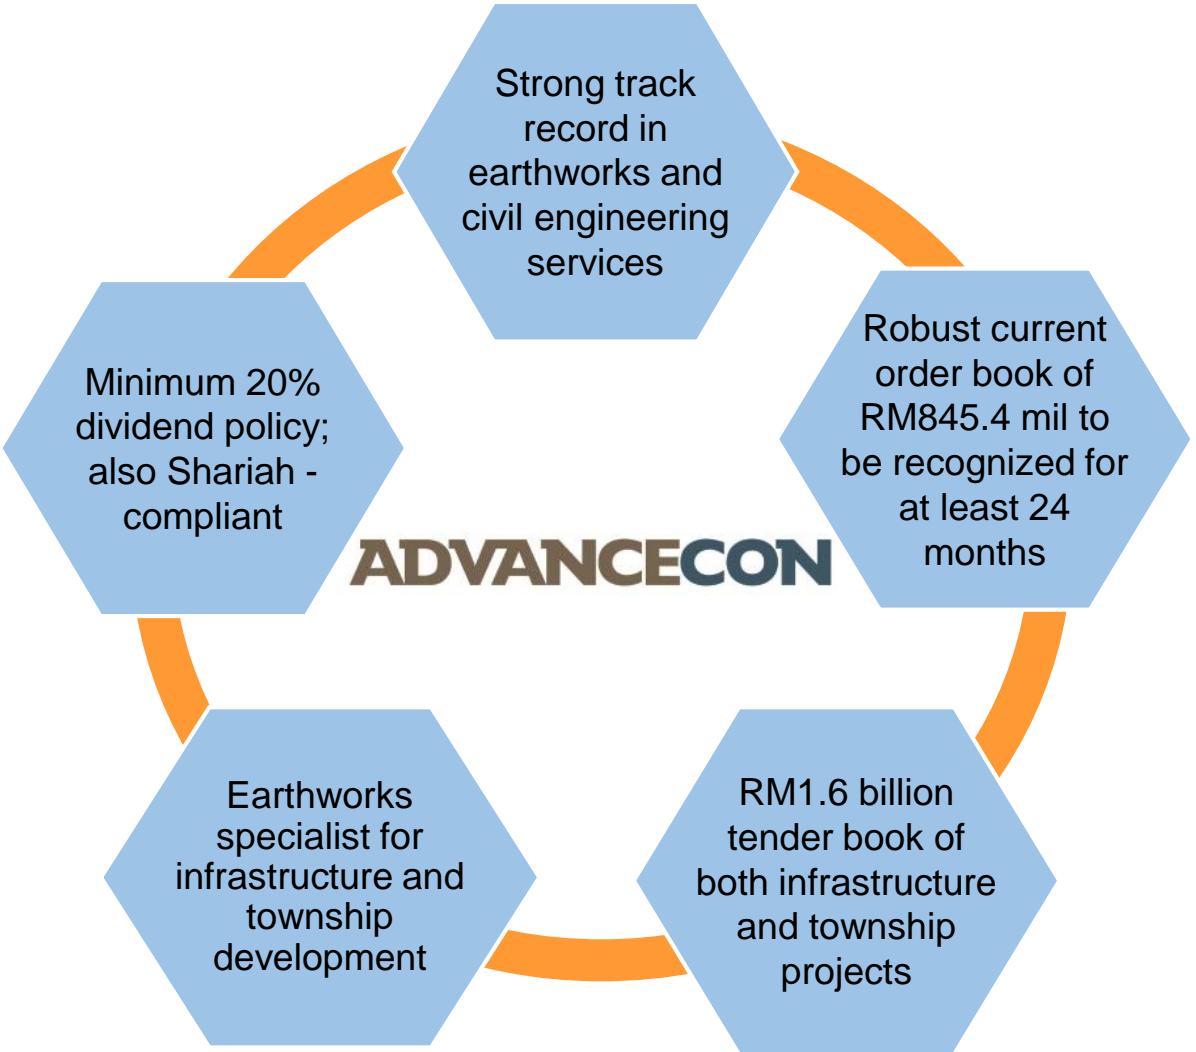 Strong track
record in
earthworks and
civil engineering
services
Robust current
order book of
RM845.4 mil to
be recognized for
at least 24
months
RM1.6 billion
tender book of
both infrastructure
and township
projects
Earthworks
specialist for
infrastructure and
township
development
Minimum 20%
dividend policy;
also Shariah -
compliant
ADVANCECON